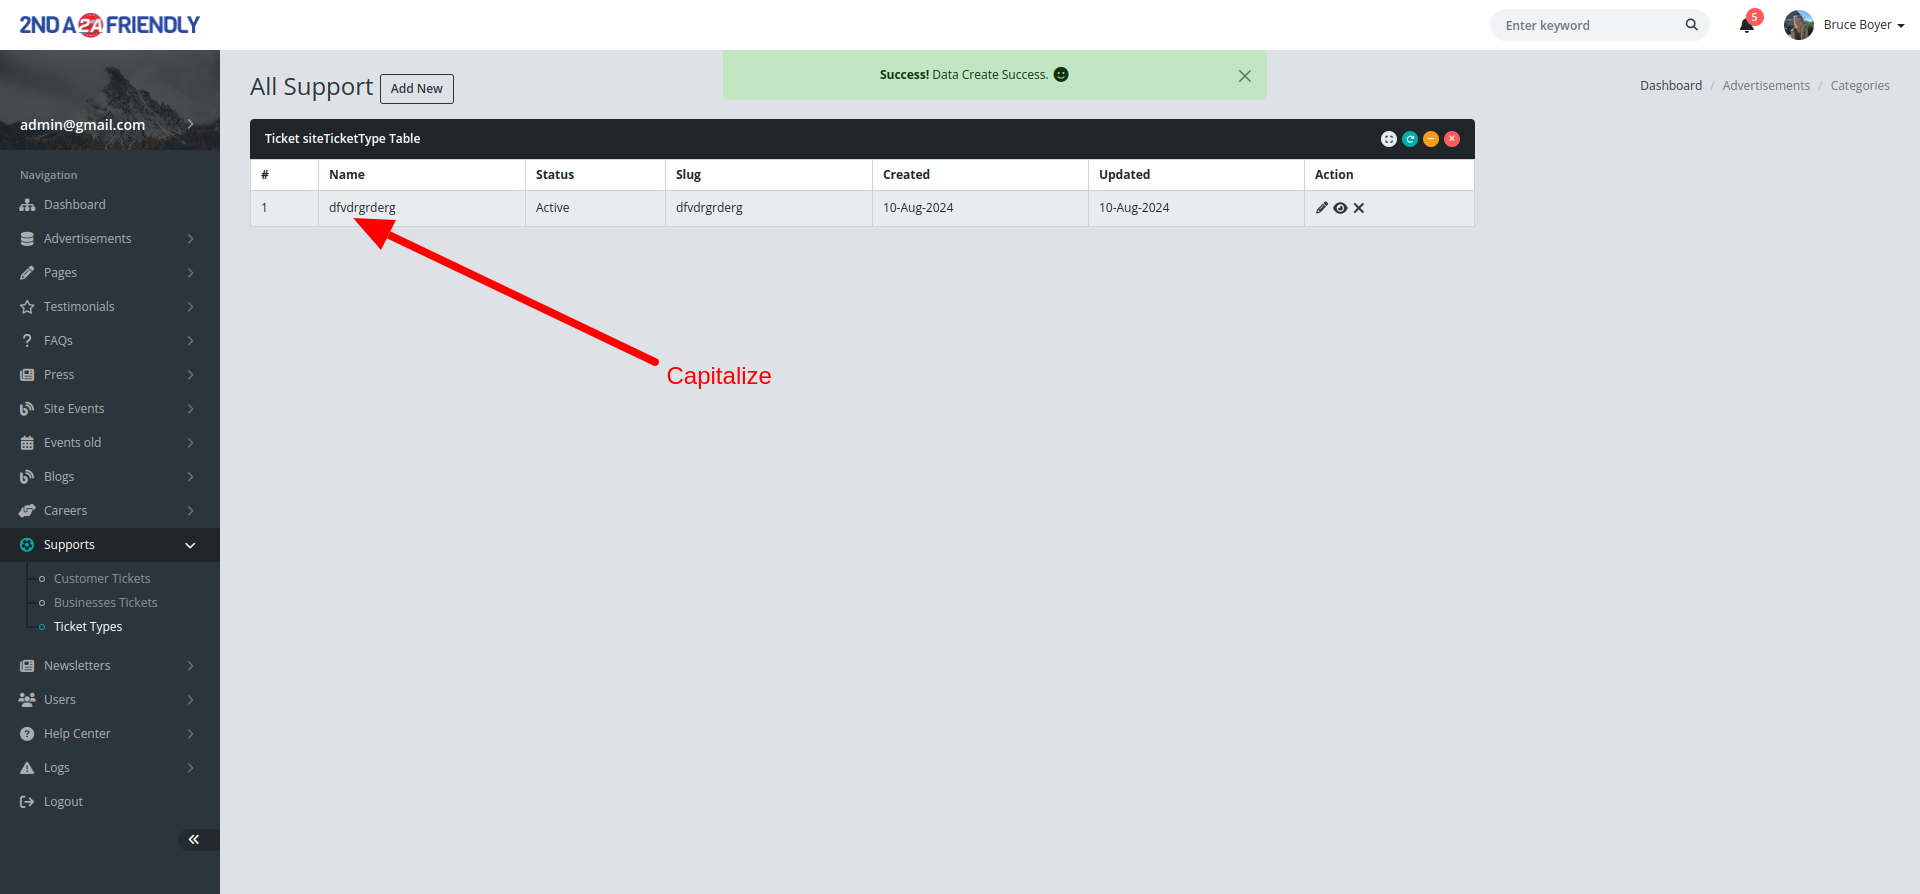 2ND A 2A FRIENDLY
Enter keyword
5
Bruce Boyer
admin@gmail.com
All Support
Add New
Success! Data Create Success.
Dashboard / Advertisements / Categories
Navigation
Dashboard
Advertisements
Pages
Testimonials
FAQs
Press
Site Events
Events old
Blogs
Careers
Supports
Customer Tickets
Businesses Tickets
Ticket Types
Newsletters
Users
Help Center
Logs
Logout
Ticket siteTicketType Table
# Name Status Slug Created Updated Action
1 dfvdrgrderg Active dfvdrgrderg 10-Aug-2024 10-Aug-2024
Capitalize